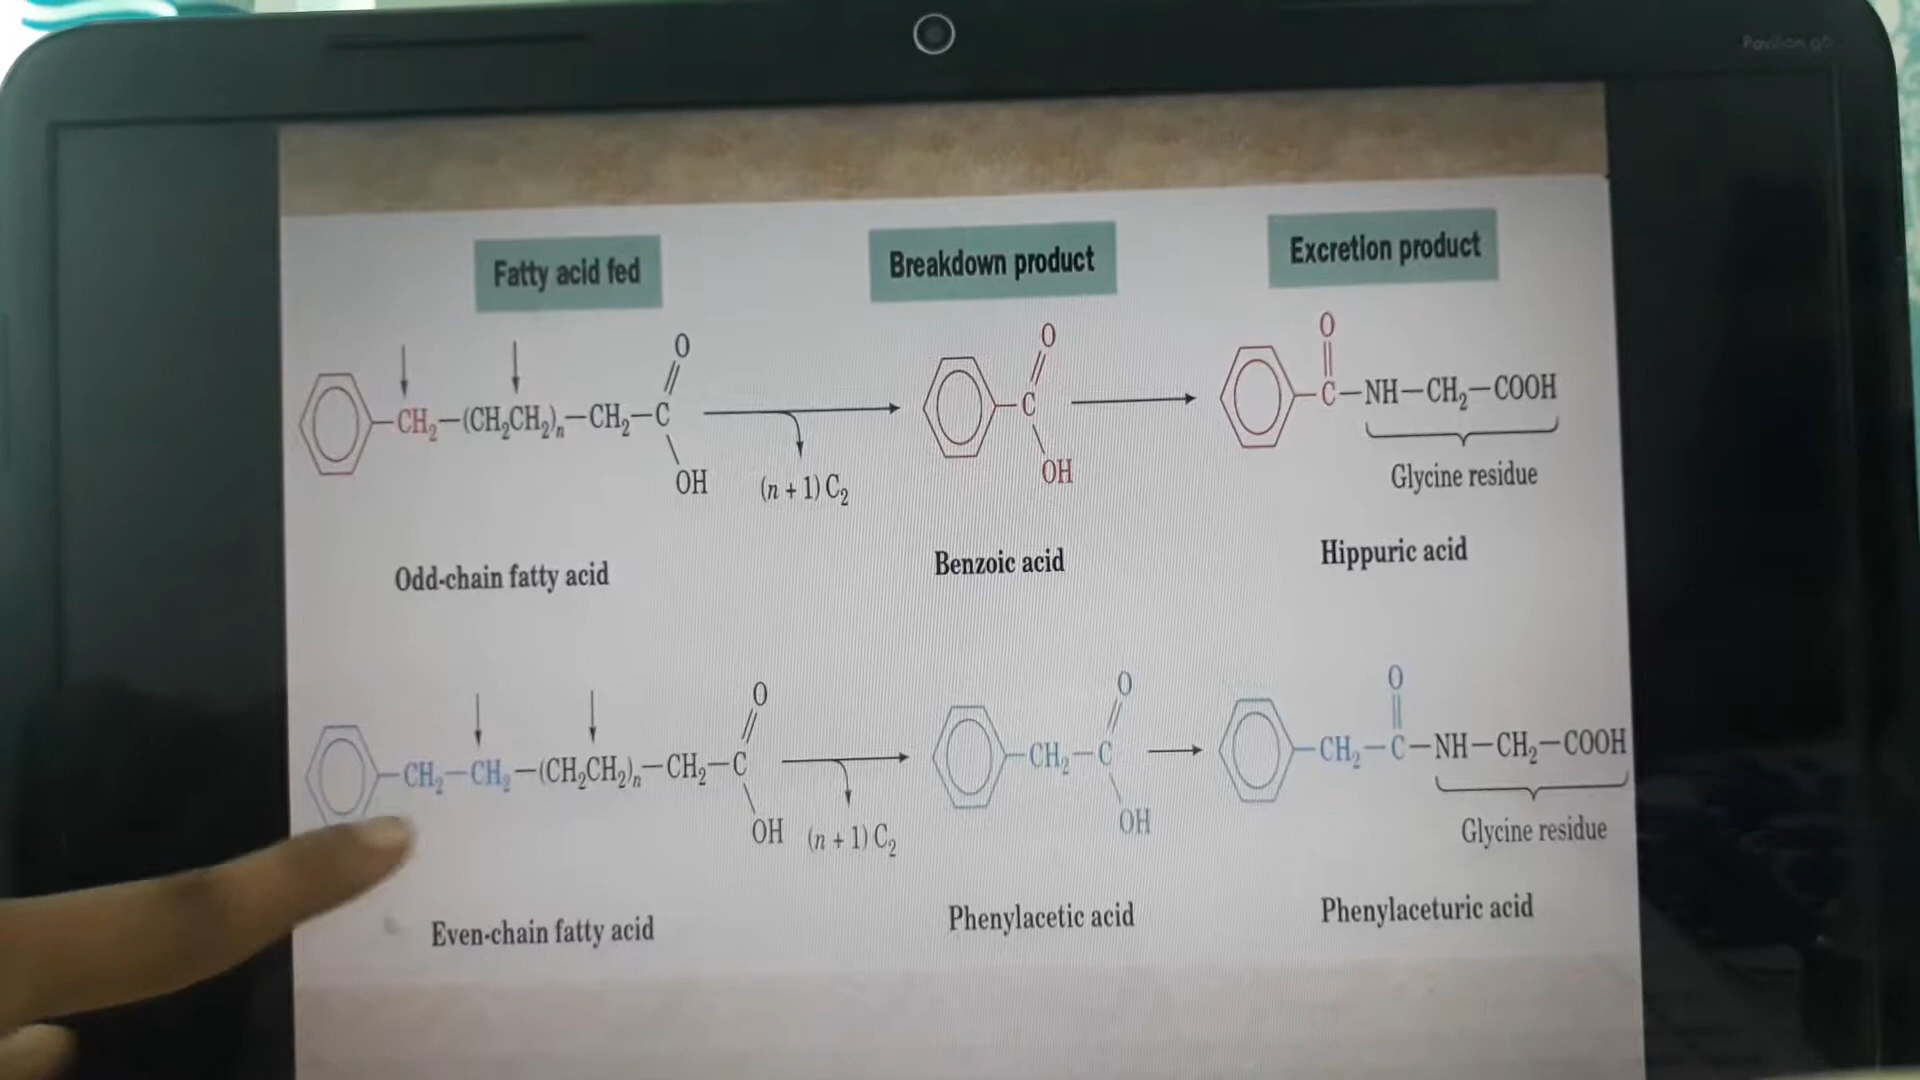 Pavilion g6
Fatty acid fed
Breakdown product
Excretion product
CH₂—(CH₂CH₂)ₙ—CH₂—C
O
OH
(n + 1) C₂
C
O
OH
O
C—NH—CH₂—COOH
Glycine residue
Odd-chain fatty acid
Benzoic acid
Hippuric acid
CH₂—CH₂—(CH₂CH₂)ₙ—CH₂—C
O
OH
(n + 1) C₂
CH₂—C
O
OH
O
CH₂—C—NH—CH₂—COOH
Glycine residue
Even-chain fatty acid
Phenylacetic acid
Phenylaceturic acid